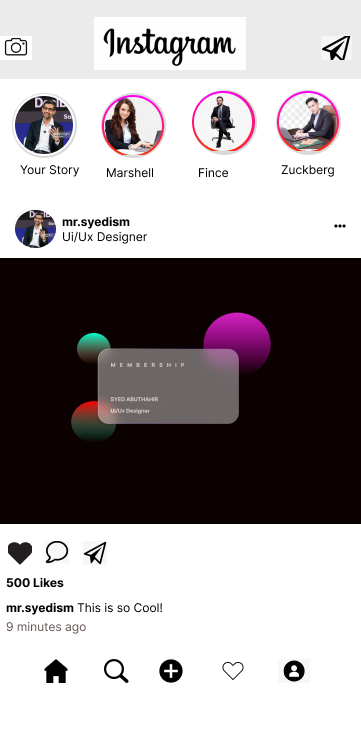 Instagram
Your Story
Marshell
Fince
Zuckberg
mr.syedism
Ui/Ux Designer
MEMBERSHIP
SYED ABUTHAHIR
Ui/Ux Designer
500 Likes
mr.syedism This is so Cool!
9 minutes ago